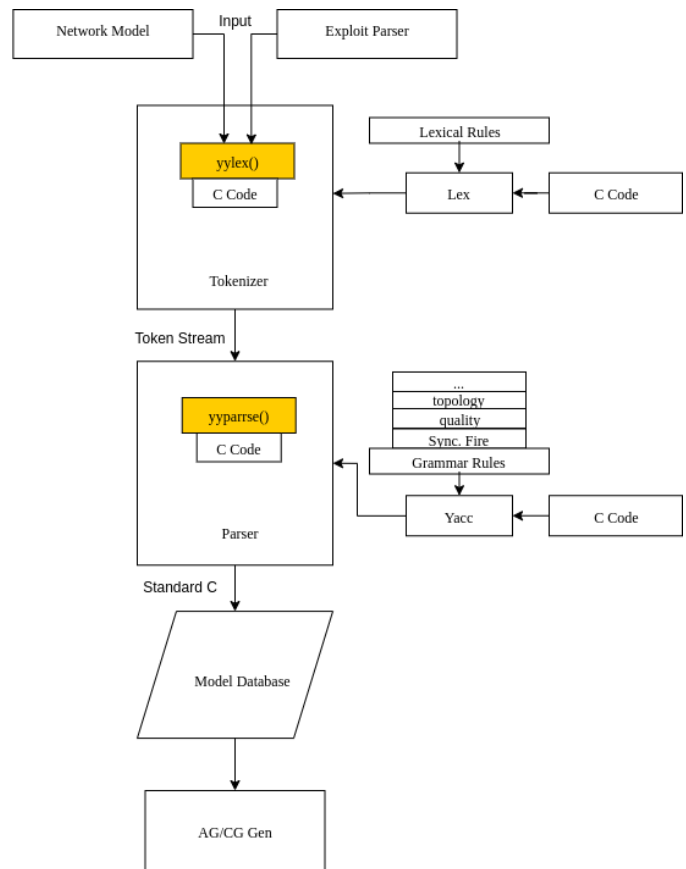 Input
Network Model
Exploit Parser
Lexical Rules
yylex()
C Code
Lex
C Code
Tokenizer
Token Stream
...
topology
quality
Sync. Fire
Grammar Rules
yyparrse()
C Code
Yacc
C Code
Parser
Standard C
Model Database
AG/CG Gen